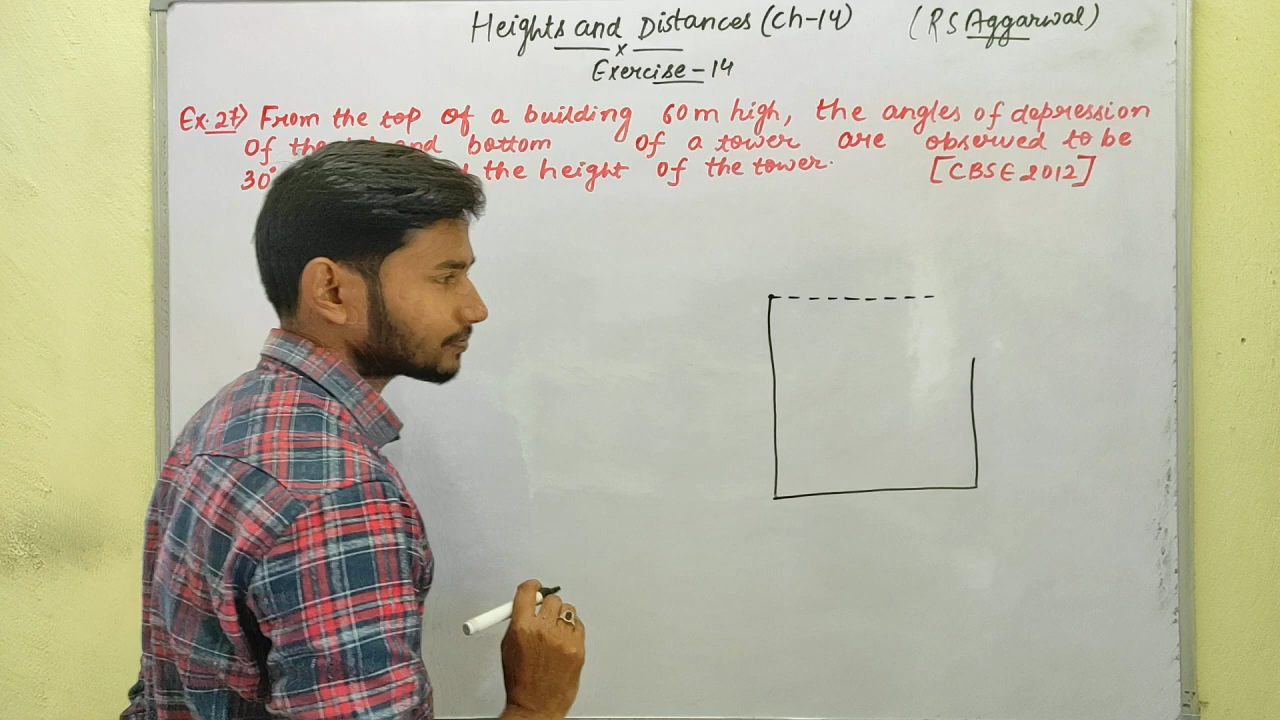 Heights and Distances (Ch-14) (RS Aggarwal)
x
Exercise-14
Ex.27) From the top of a building 60m high, the angles of depression
of the and bottom of a tower are observed to be
30° the height of the tower. [CBSE 2012]